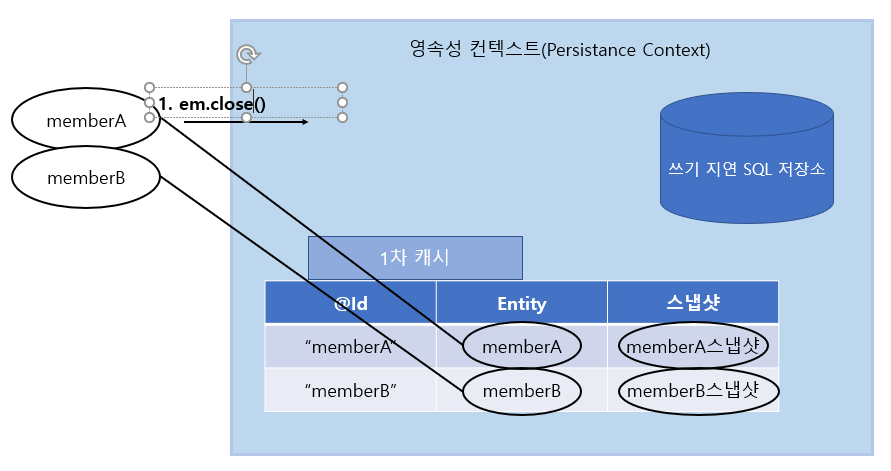 영속성 컨텍스트(Persistance Context)
1. em.close()
memberA
memberB
쓰기 지연 SQL 저장소
1차 캐시
@Id Entity 스냅샷
“memberA” memberA memberA스냅샷
“memberB” memberB memberB스냅샷